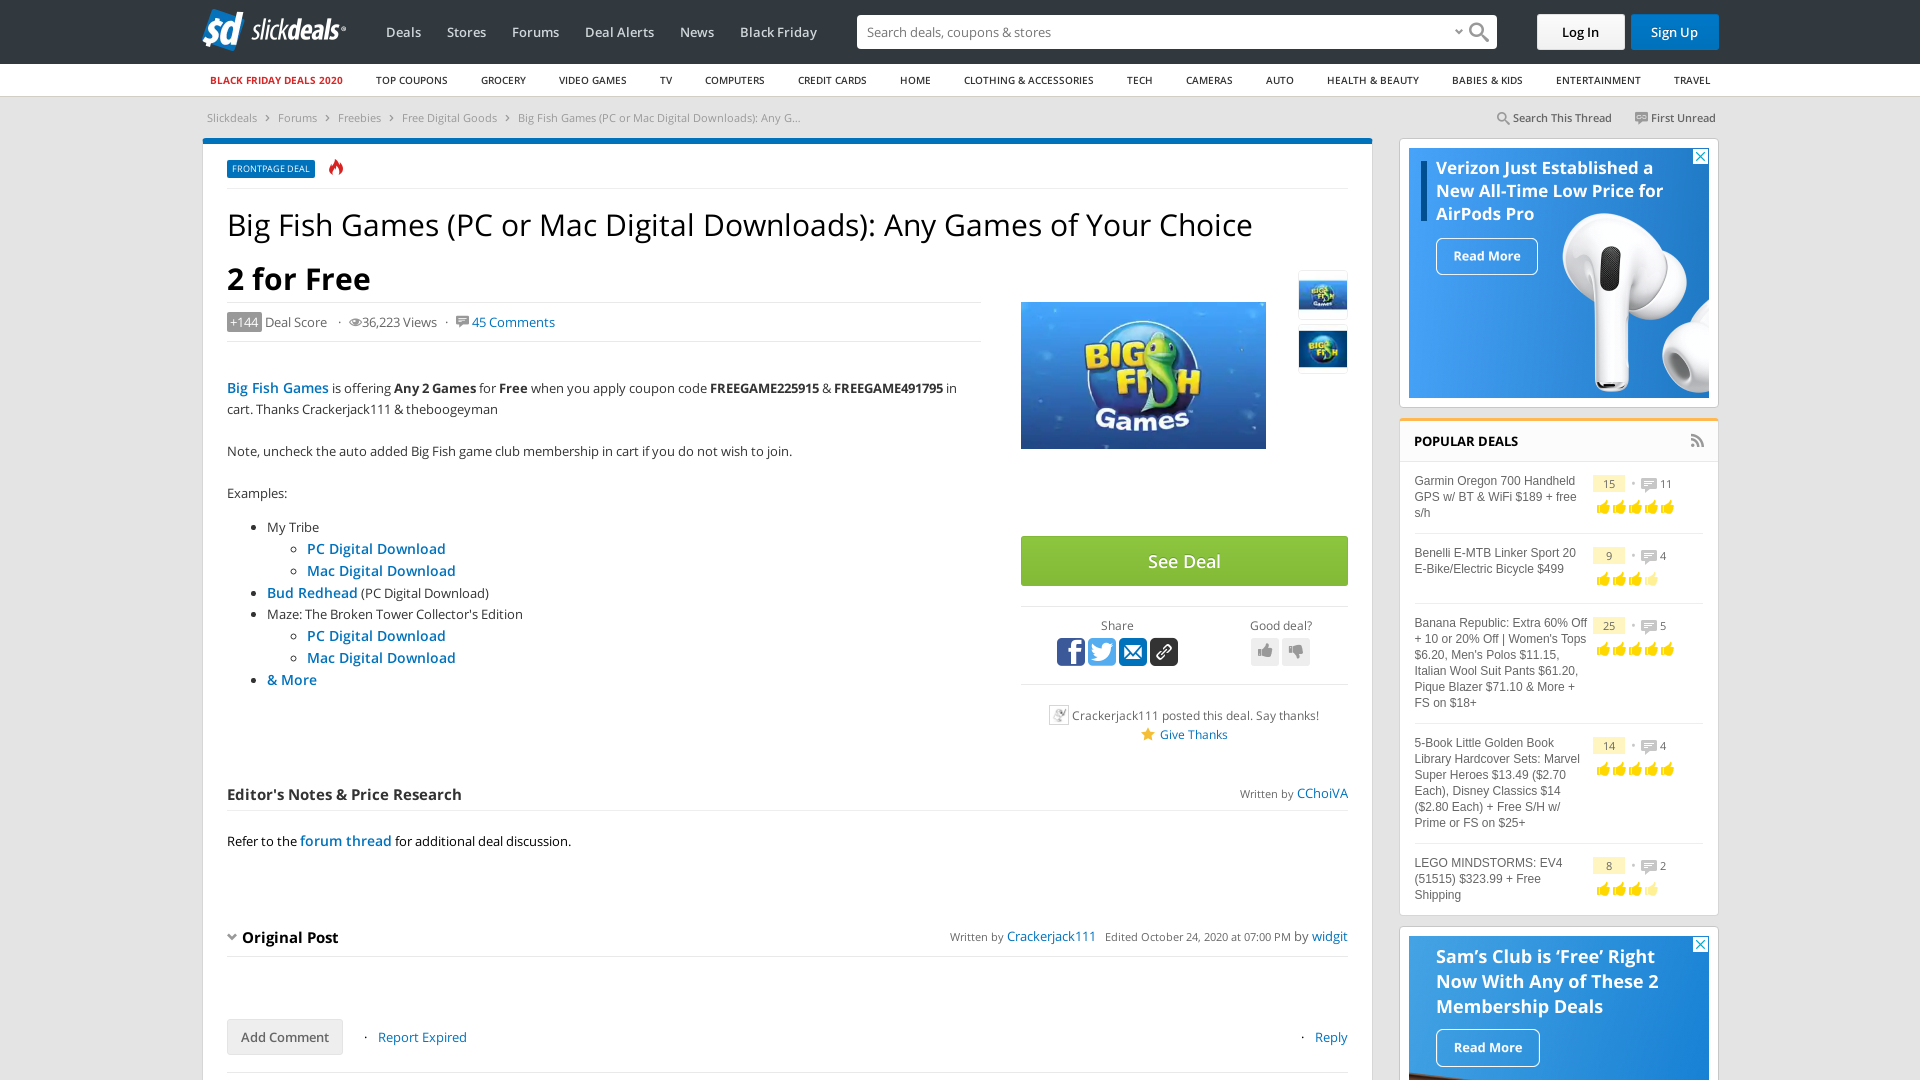 slickdeals
Deals
Stores
Forums
Deal Alerts
News
Black Friday
Search deals, coupons & stores
Log In
Sign Up
BLACK FRIDAY DEALS 2020
TOP COUPONS
GROCERY
VIDEO GAMES
TV
COMPUTERS
CREDIT CARDS
HOME
CLOTHING & ACCESSORIES
TECH
CAMERAS
AUTO
HEALTH & BEAUTY
BABIES & KIDS
ENTERTAINMENT
TRAVEL
Slickdeals > Forums > Freebies > Free Digital Goods > Big Fish Games (PC or Mac Digital Downloads): Any G...
Search This Thread
First Unread
FRONTPAGE DEAL
Big Fish Games (PC or Mac Digital Downloads): Any Games of Your Choice
2 for Free
+144 Deal Score · 36,223 Views · 45 Comments
Big Fish Games is offering Any 2 Games for Free when you apply coupon code FREEGAME225915 & FREEGAME491795 in
cart. Thanks Crackerjack111 & theboogeyman
Note, uncheck the auto added Big Fish game club membership in cart if you do not wish to join.
Examples:
My Tribe
PC Digital Download
Mac Digital Download
Bud Redhead (PC Digital Download)
Maze: The Broken Tower Collector's Edition
PC Digital Download
Mac Digital Download
& More
BIG
FISH
Games
BIG
FISH
Games
BIG
FISH
See Deal
Share
Good deal?
Crackerjack111 posted this deal. Say thanks!
Give Thanks
Editor's Notes & Price Research
Written by CChoiVA
Refer to the forum thread for additional deal discussion.
Original Post
Written by Crackerjack111 Edited October 24, 2020 at 07:00 PM by widgit
Add Comment
· Report Expired
· Reply
Verizon Just Established a
New All-Time Low Price for
AirPods Pro
Read More
POPULAR DEALS
Garmin Oregon 700 Handheld
GPS w/ BT & WiFi $189 + free
s/h
15 • 11
Benelli E-MTB Linker Sport 20
E-Bike/Electric Bicycle $499
9 • 4
Banana Republic: Extra 60% Off
+ 10 or 20% Off | Women's Tops
$6.20, Men's Polos $11.15,
Italian Wool Suit Pants $61.20,
Pique Blazer $71.10 & More +
FS on $18+
25 • 5
5-Book Little Golden Book
Library Hardcover Sets: Marvel
Super Heroes $13.49 ($2.70
Each), Disney Classics $14
($2.80 Each) + Free S/H w/
Prime or FS on $25+
14 • 4
LEGO MINDSTORMS: EV4
(51515) $323.99 + Free
Shipping
8 • 2
Sam's Club is 'Free' Right
Now With Any of These 2
Membership Deals
Read More